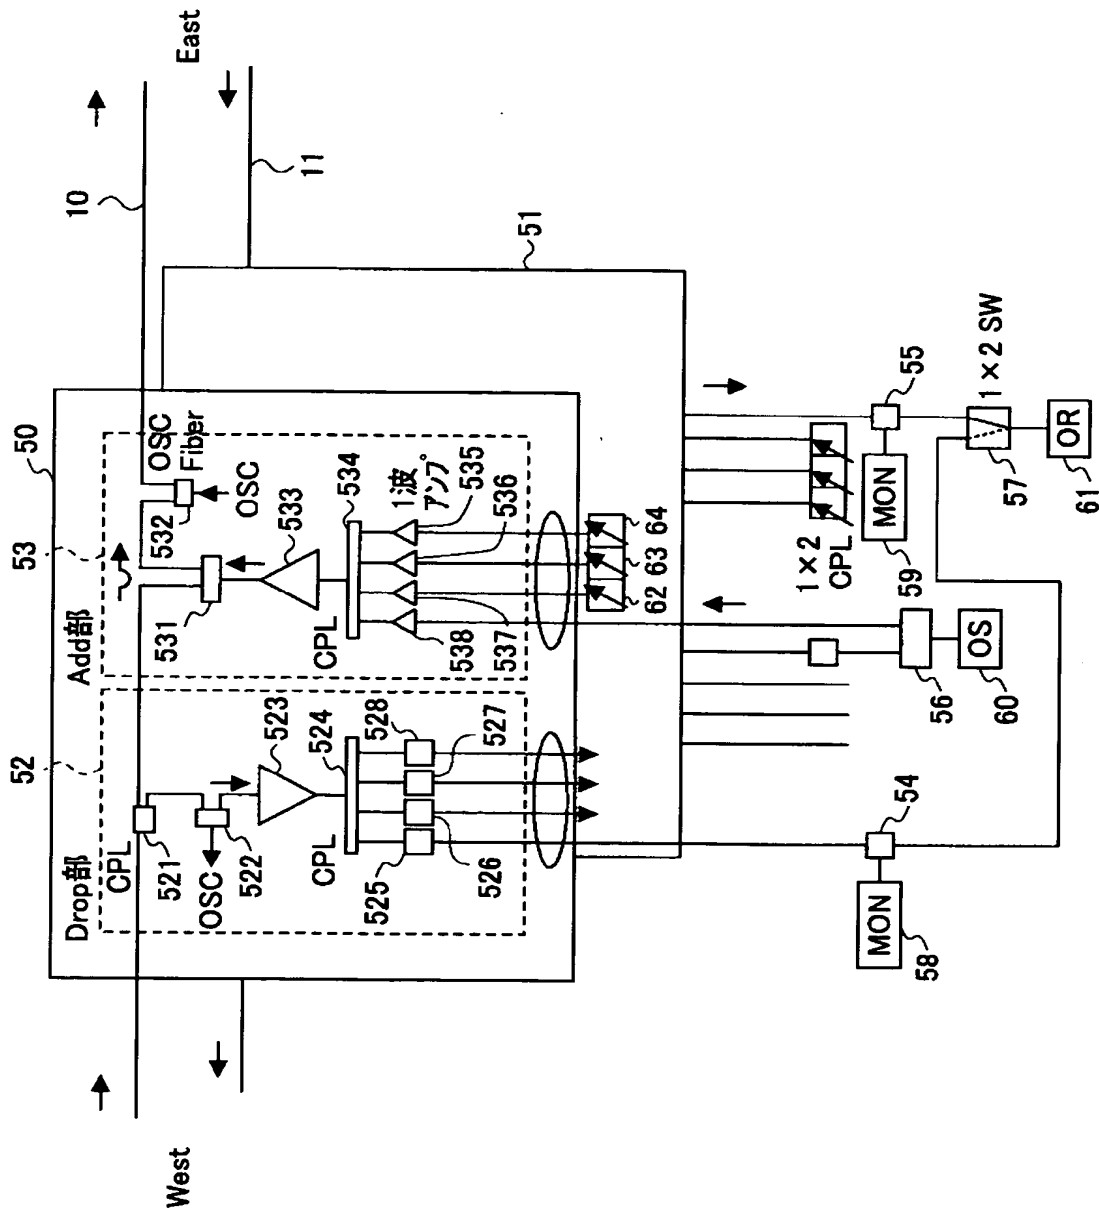 52
53
50
Drop部
Add部
10
CPL
521
531
532
OSC
Fiber
West
East
OSC
522
OSC
523
533
11
CPL
524
CPL
534
525
528
1波
アンプ
535
526
527
538
537
536
51
62
63
64
1×2
CPL
MON
58
54
MON
59
55
56
OS
60
1×2 SW
57
OR
61